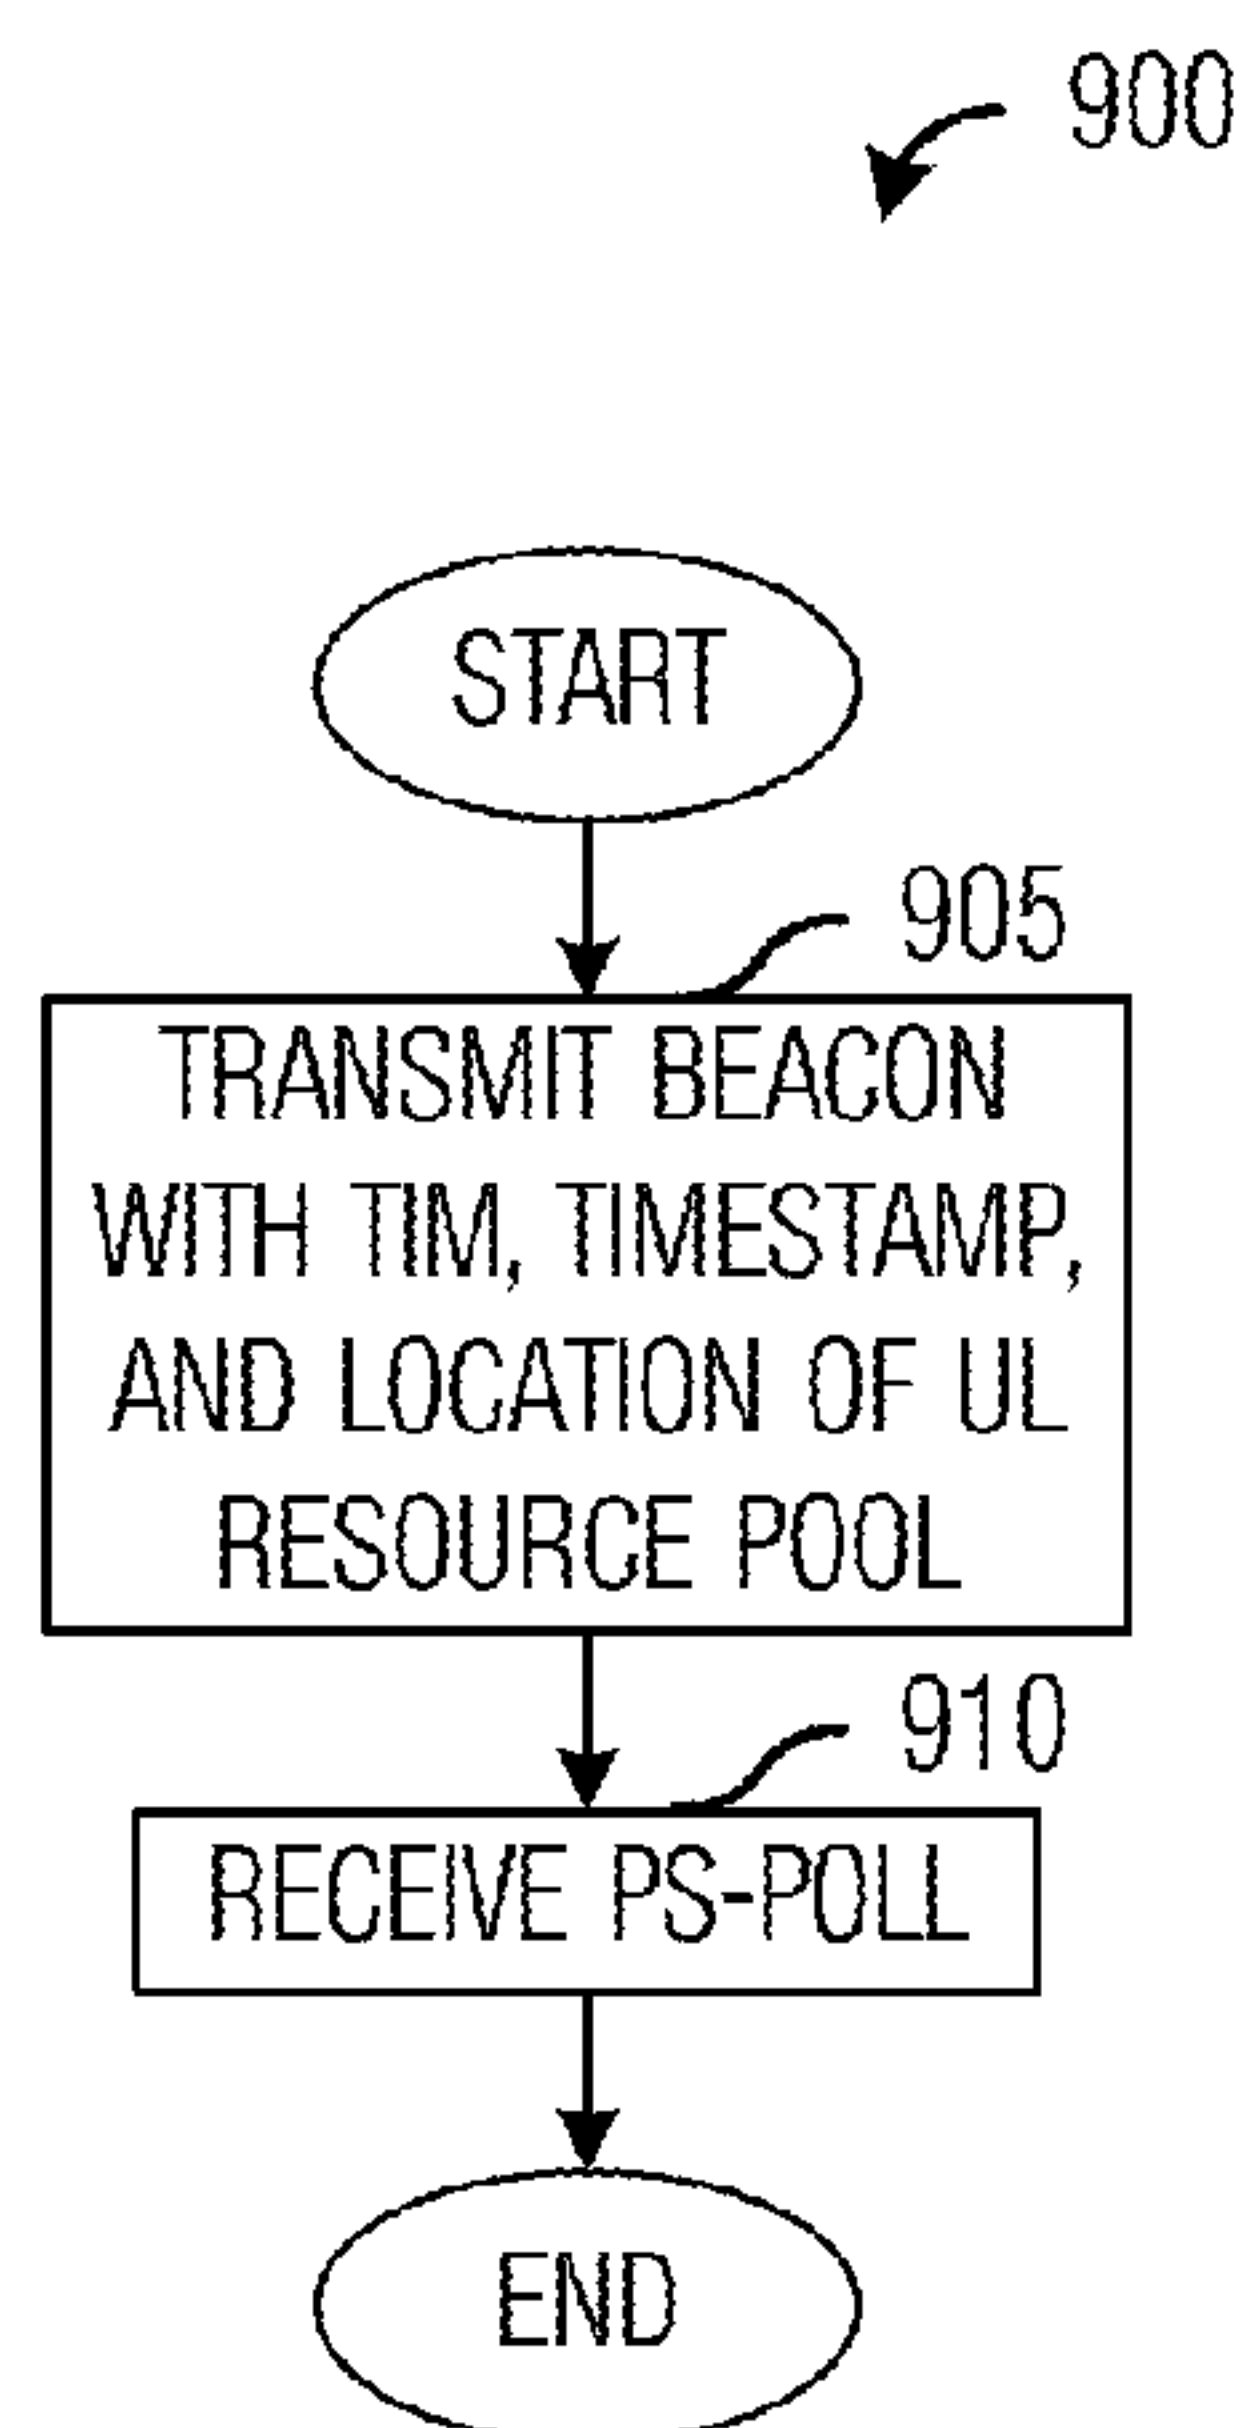 900
START
905
TRANSMIT BEACON
WITH TIM, TIMESTAMP,
AND LOCATION OF UL
RESOURCE POOL
910
RECEIVE PS-POLL
END